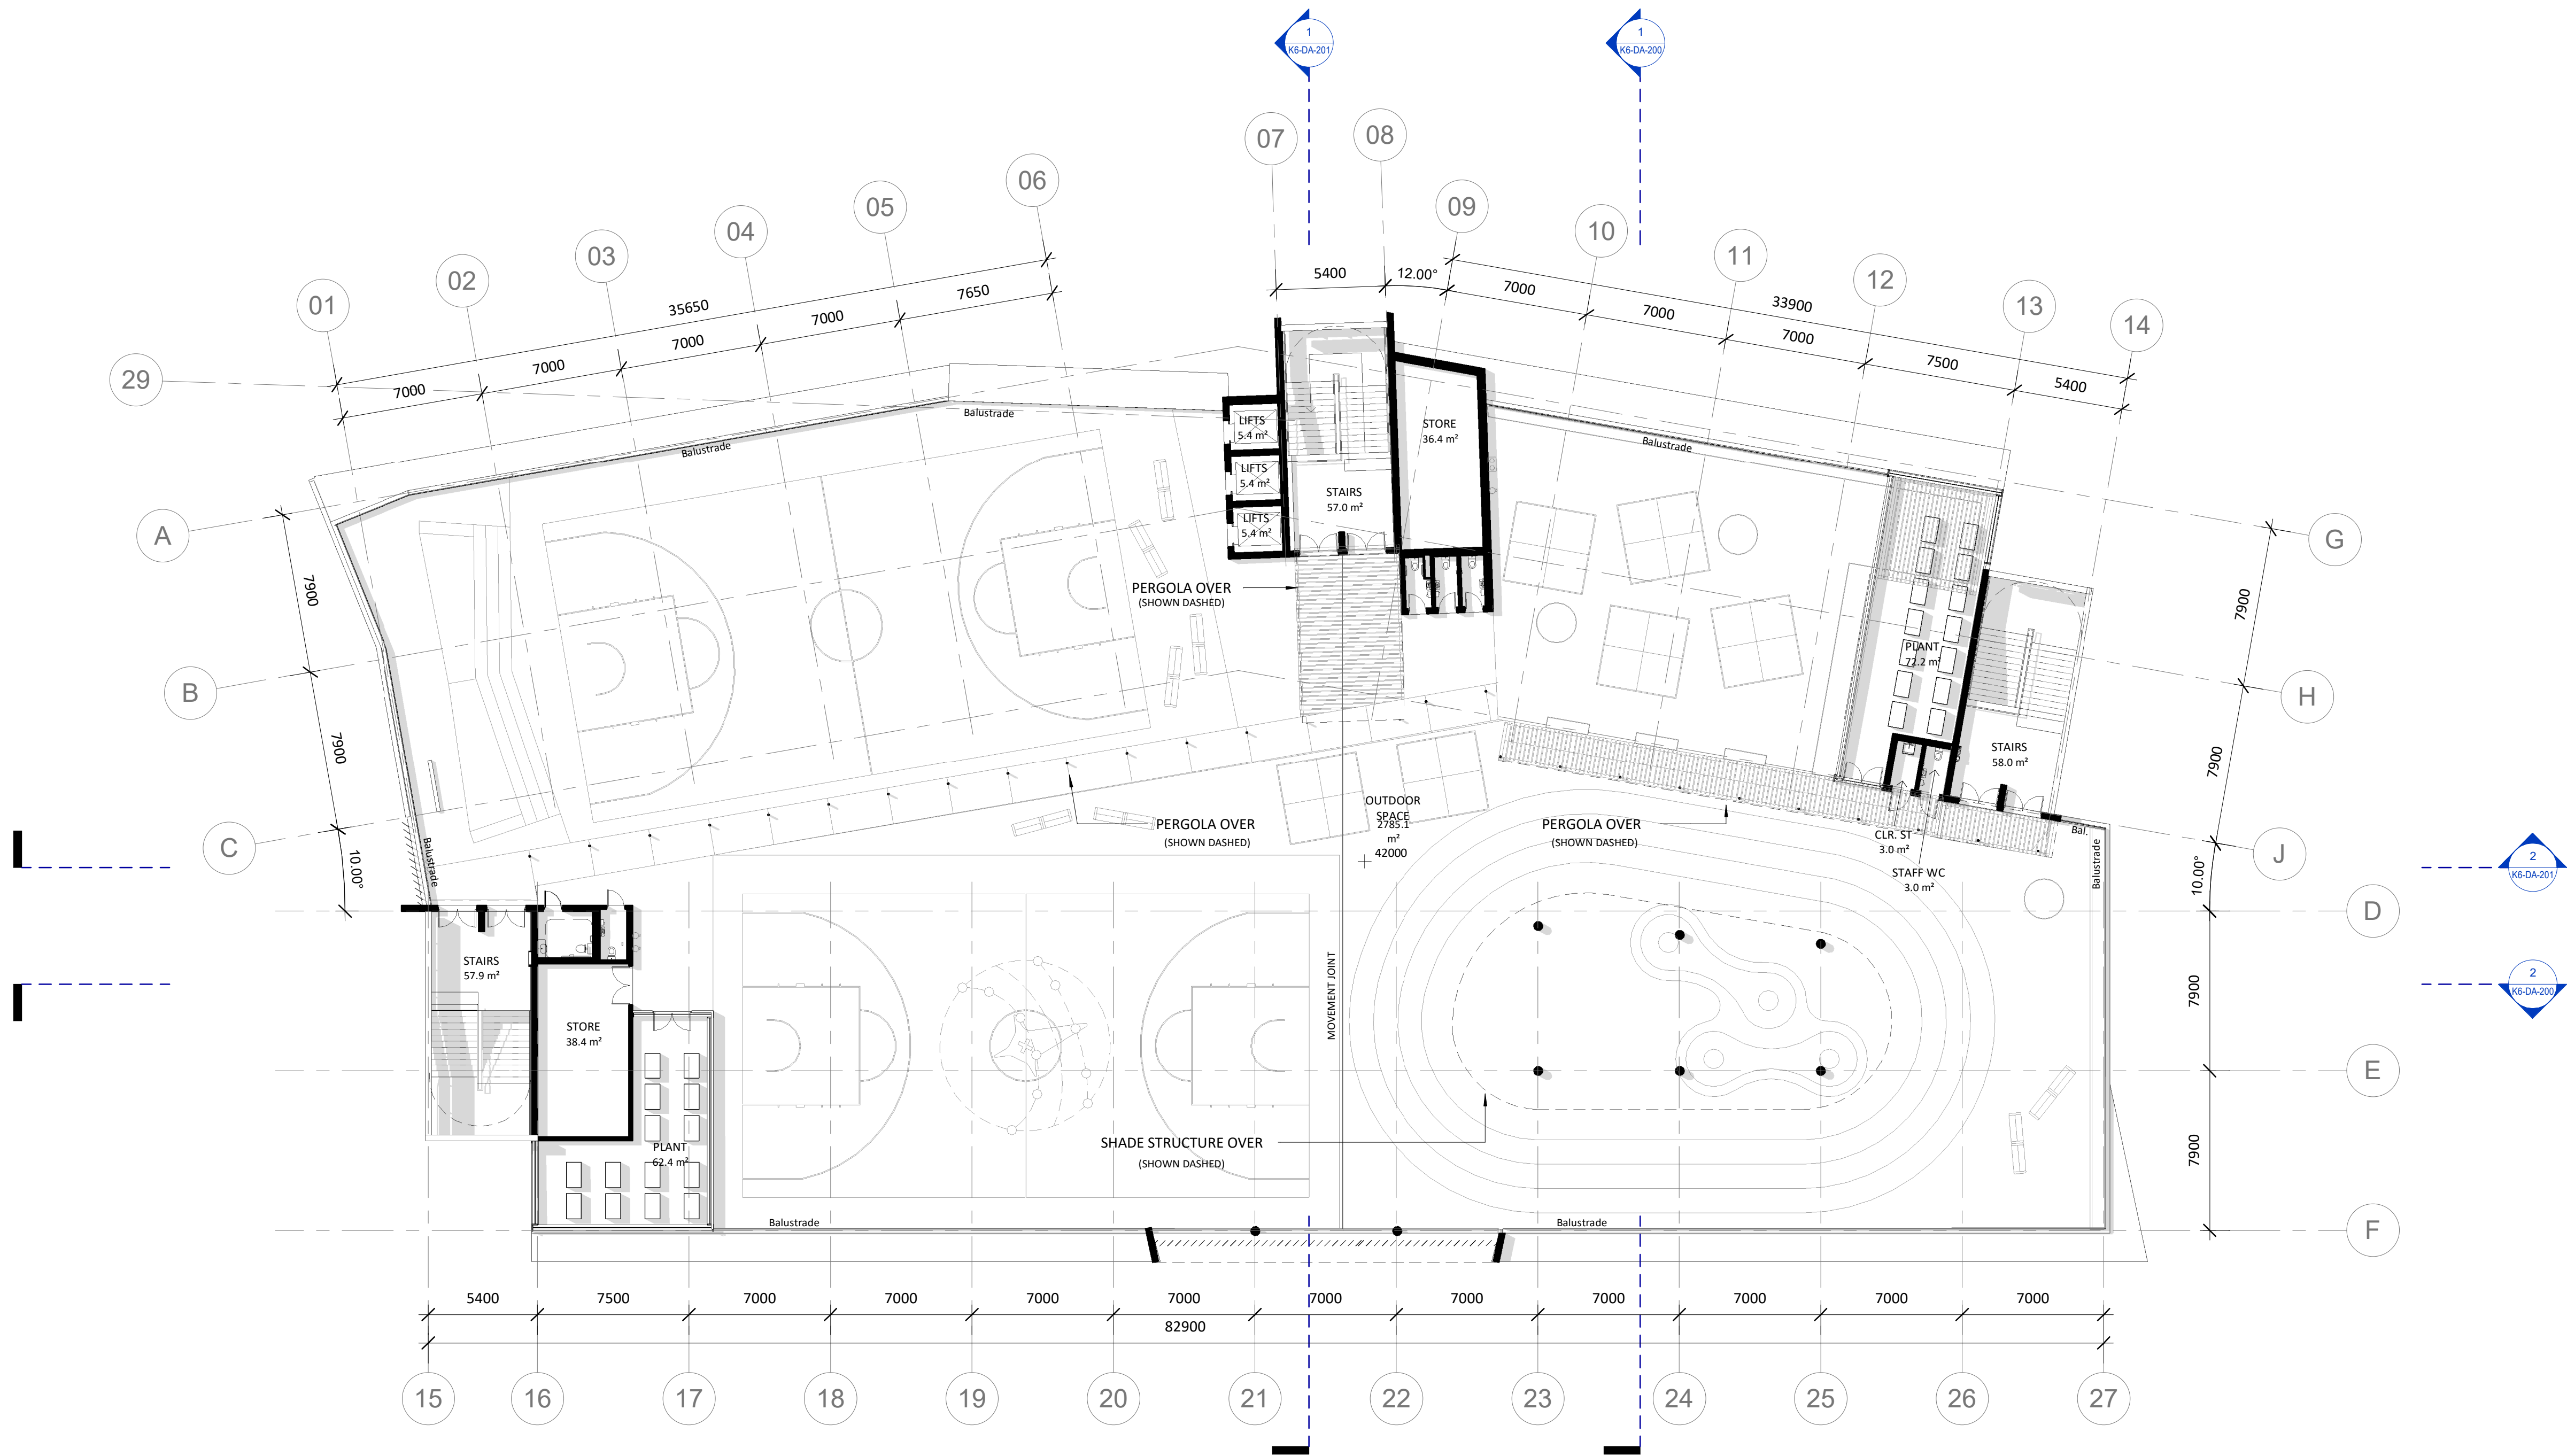 1
K6-DA-201
1
K6-DA-200
07
08
06
05
04
03
02
01
29
09
10
11
12
13
14
35650
7650
7000
7000
7000
7000
5400
12.00°
7000
33900
7000
7000
7500
5400
Balustrade
Balustrade
LIFTS
5.4 m²
LIFTS
5.4 m²
LIFTS
5.4 m²
STAIRS
57.0 m²
STORE
36.4 m²
Balustrade
A
B
C
7900
7900
10.00°
G
H
J
7900
7900
10.00°
PERGOLA OVER
(SHOWN DASHED)
PLANT
72.2 m²
STAIRS
58.0 m²
OUTDOOR
SPACE
2785.1
m²
42000
PERGOLA OVER
(SHOWN DASHED)
PERGOLA OVER
(SHOWN DASHED)
CLR. ST
3.0 m²
STAFF WC
3.0 m²
Bal.
Balustrade
Balustrade
2
K6-DA-201
D
2
K6-DA-200
E
F
7900
7900
STAIRS
57.9 m²
STORE
38.4 m²
PLANT
62.4 m²
MOVEMENT JOINT
SHADE STRUCTURE OVER
(SHOWN DASHED)
Balustrade
Balustrade
5400
7500
7000
7000
7000
7000
7000
7000
7000
7000
7000
7000
82900
15
16
17
18
19
20
21
22
23
24
25
26
27